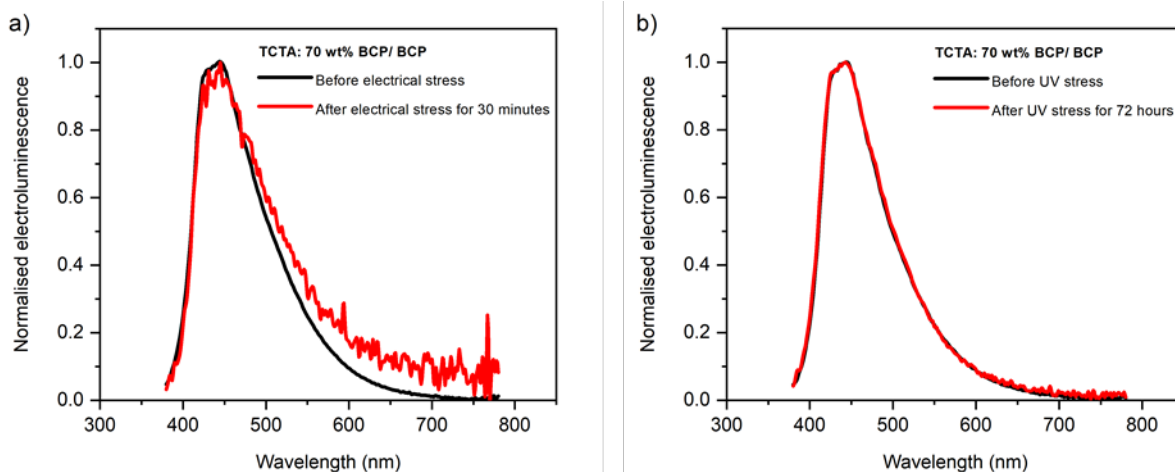 a)
TCTA: 70 wt% BCP/ BCP
Before electrical stress
After electrical stress for 30 minutes
Normalised electroluminescence
1.0
0.8
0.6
0.4
0.2
0.0
300 400 500 600 700 800
Wavelength (nm)
b)
TCTA: 70 wt% BCP/ BCP
Before UV stress
After UV stress for 72 hours
Normalised electroluminescence
1.0
0.8
0.6
0.4
0.2
0.0
300 400 500 600 700 800
Wavelength (nm)